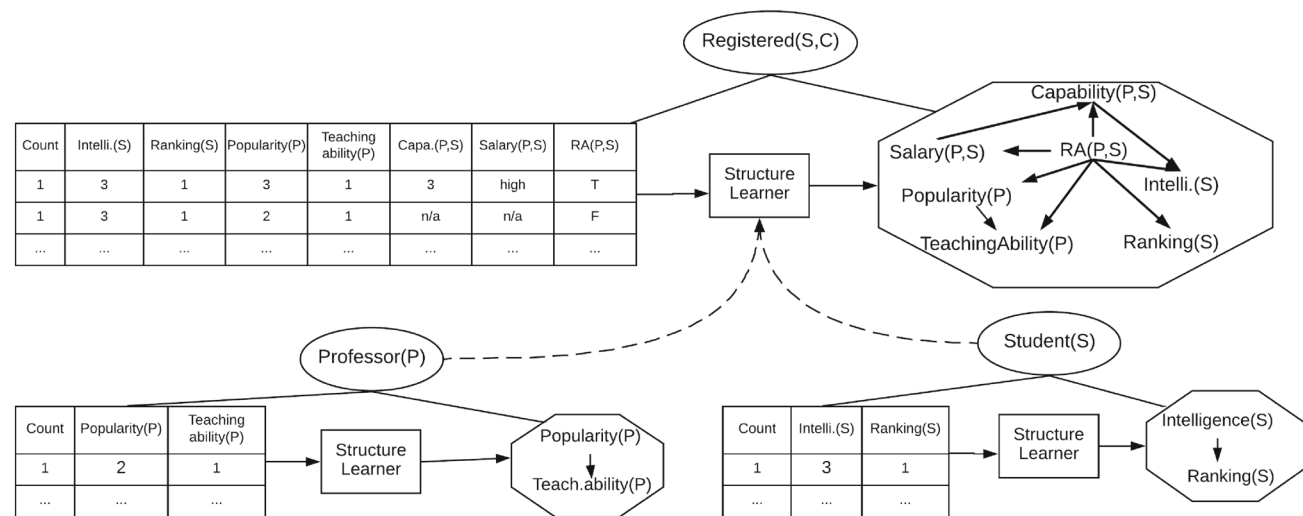 Registered(S,C)
Count Intelli.(S) Ranking(S) Popularity(P) Teaching ability(P) Capa.(P,S) Salary(P,S) RA(P,S)
1 3 1 3 1 3 high T
1 3 1 2 1 n/a n/a F
... ... ... ... ... ... ... ...
Structure
Learner
Capability(P,S)
Salary(P,S) RA(P,S)
Intelli.(S)
Popularity(P)
TeachingAbility(P) Ranking(S)
Professor(P)
Count Popularity(P) Teaching ability(P)
1 2 1
... ... ...
Structure
Learner
Popularity(P)
Teach.ability(P)
Student(S)
Count Intelli.(S) Ranking(S)
1 3 1
... ... ...
Structure
Learner
Intelligence(S)
Ranking(S)